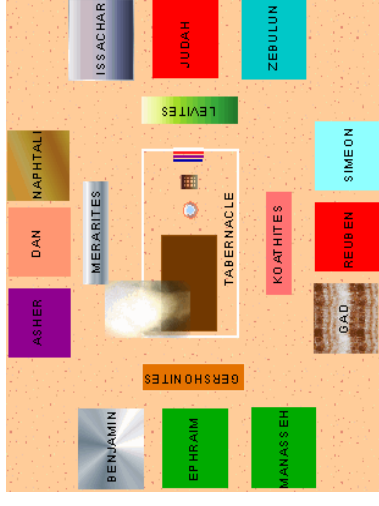 ISSACHAR
JUDAH
ZEBULUN
LEVITES
NAPHTALI
SIMEON
DAN
MERARITES
TABERNACLE
KOATHITES
REUBEN
ASHER
GAD
GERSHONITES
BENJAMIN
EPHRAIM
MANASSEH